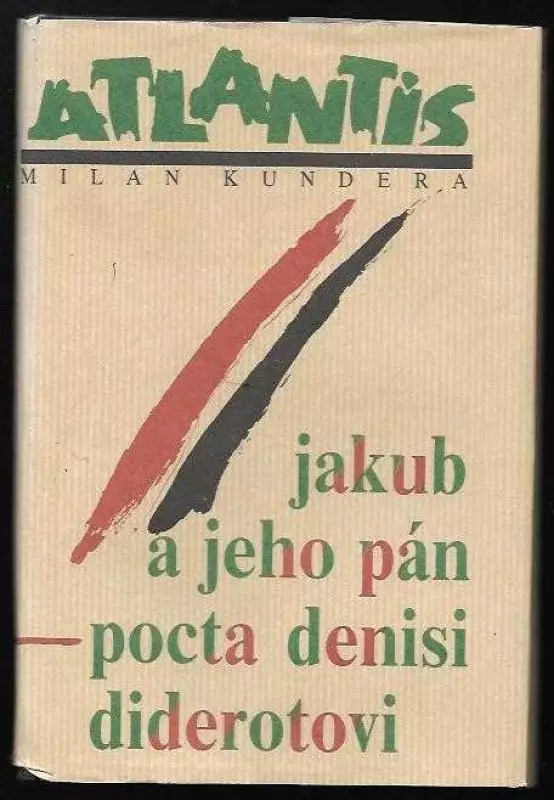 ATLANTIS
MILAN KUNDERA
jakub
a jeho pán
– pocta denisi
diderotovi